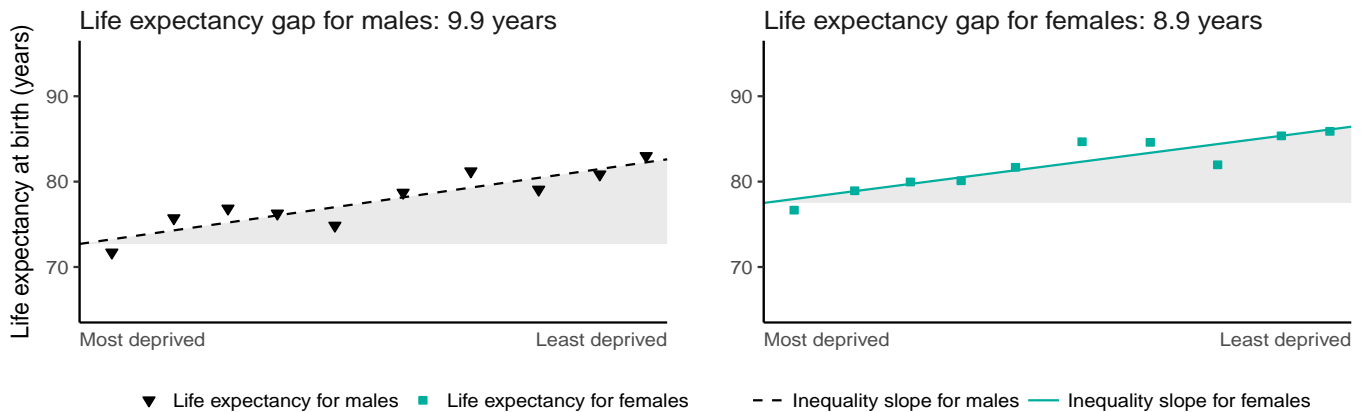 Life expectancy gap for males: 9.9 years
Life expectancy at birth (years)
90
80
70
Most deprived Least deprived
Life expectancy gap for females: 8.9 years
90
80
70
Most deprived Least deprived
Life expectancy for males Life expectancy for females Inequality slope for males Inequality slope for females